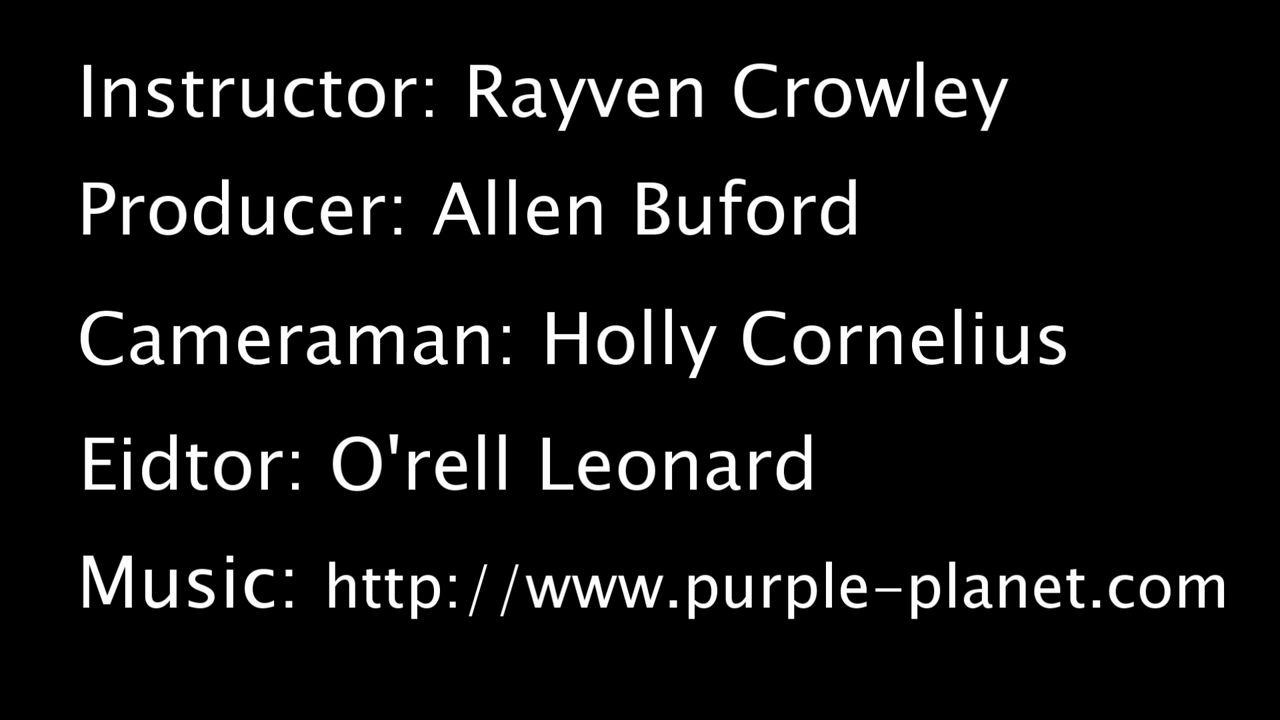 Instructor: Rayven Crowley
Producer: Allen Buford
Cameraman: Holly Cornelius
Eidtor: O'rell Leonard
Music: http://www.purple-planet.com